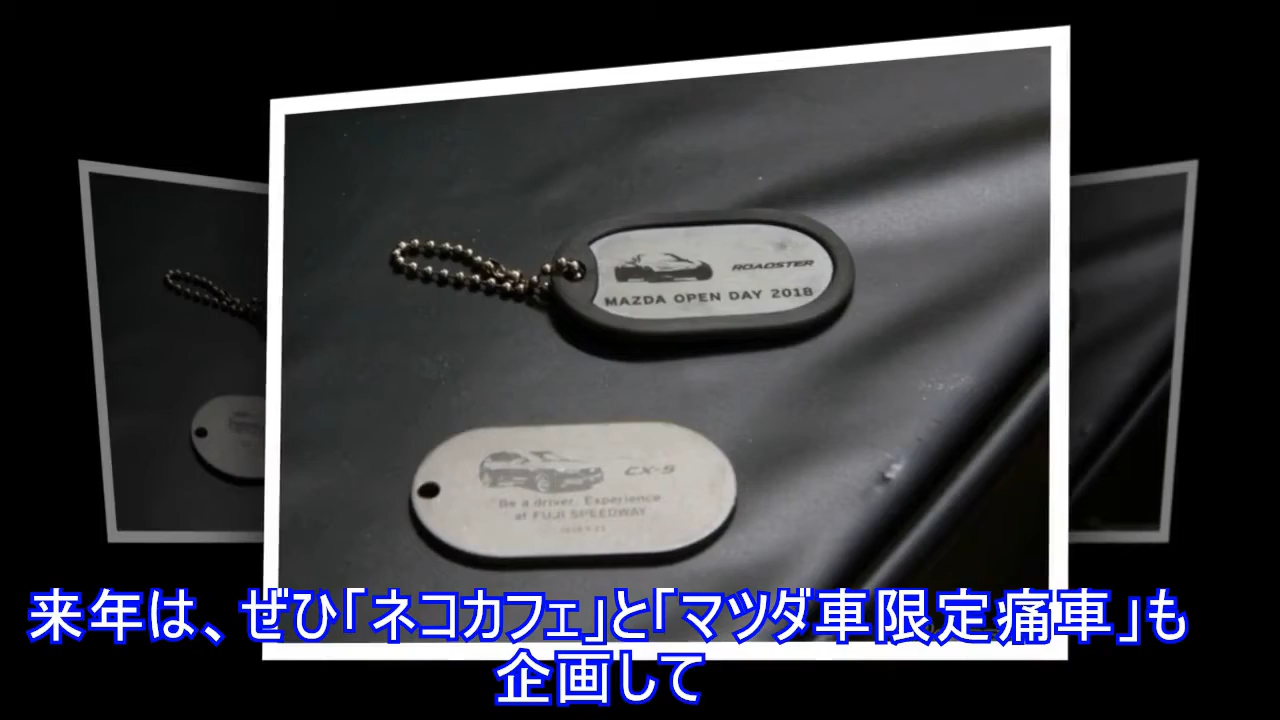 ROADSTER
MAZDA OPEN DAY 2018
CX-5
Be a driver. Experience
at FUJI SPEEDWAY
来年は、ぜひ「ネコカフェ」と「マツダ車限定痛車」も
企画して